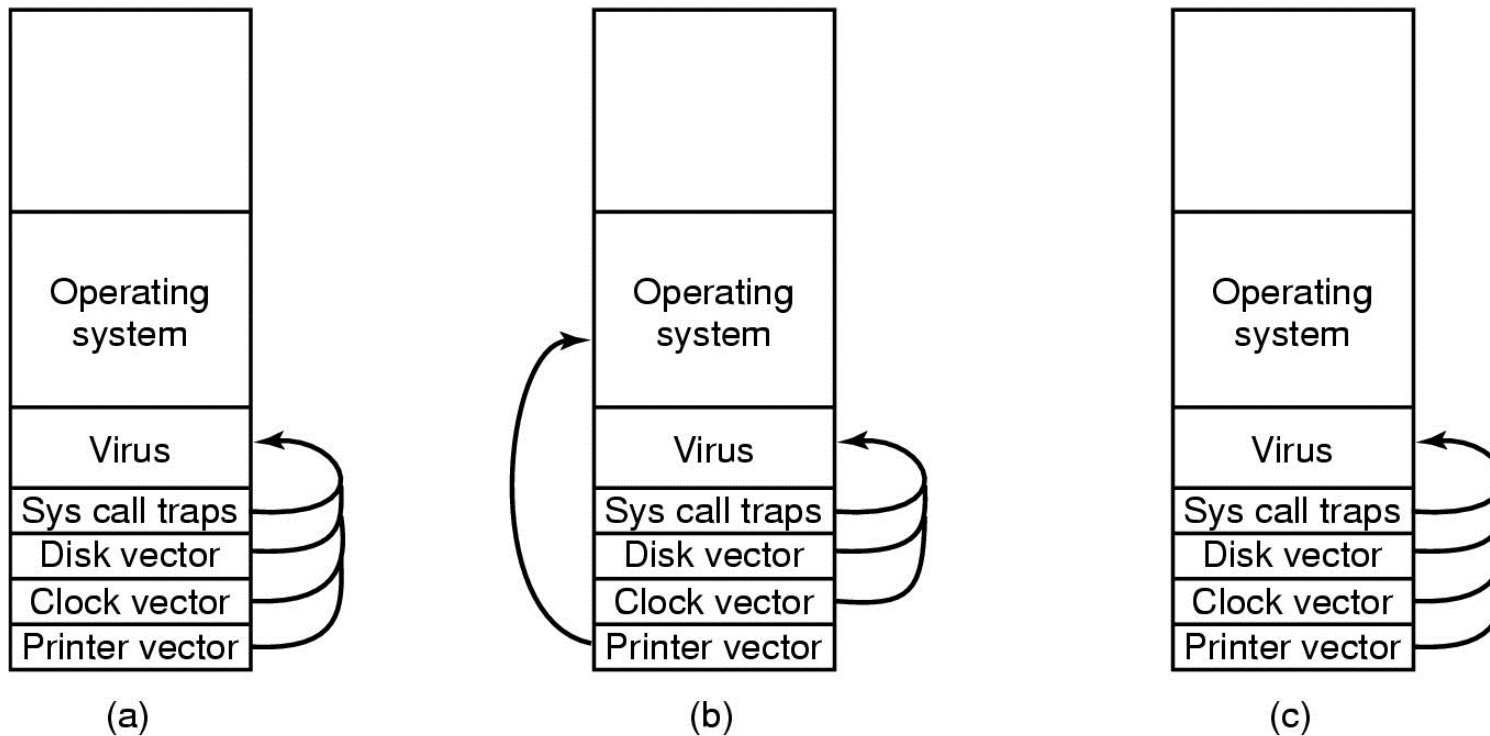 Operating
system
Virus
Sys call traps
Disk vector
Clock vector
Printer vector
(a)
Operating
system
Virus
Sys call traps
Disk vector
Clock vector
Printer vector
(b)
Operating
system
Virus
Sys call traps
Disk vector
Clock vector
Printer vector
(c)